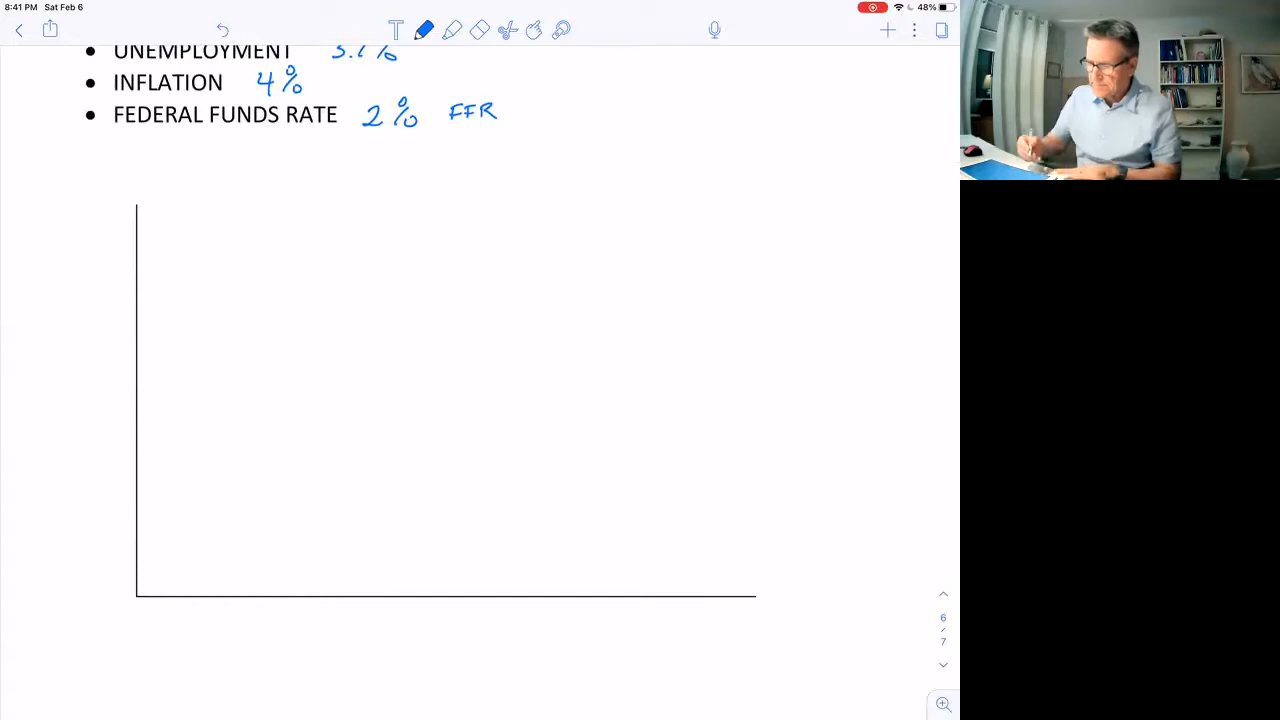 8:41 PM Sat Feb 6 48%
T
• UNEMPLOYMENT
• INFLATION 4%
• FEDERAL FUNDS RATE 2% FFR
6
/
7